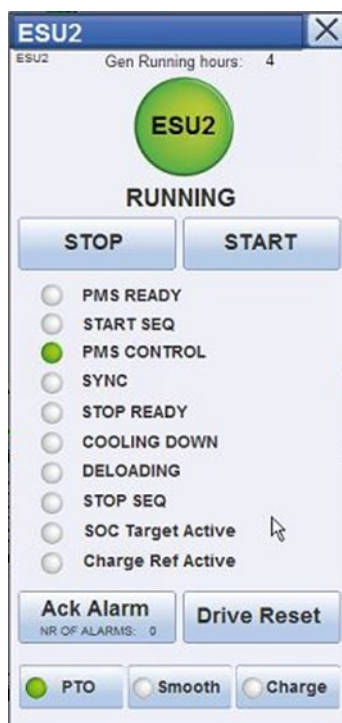 ESU2
ESU2 Gen Running hours: 4
ESU2
RUNNING
STOP START
PMS READY
START SEQ
PMS CONTROL
SYNC
STOP READY
COOLING DOWN
DELOADING
STOP SEQ
SOC Target Active
Charge Ref Active
Ack Alarm Drive Reset
NR OF ALARMS: 0
PTO Smooth Charge